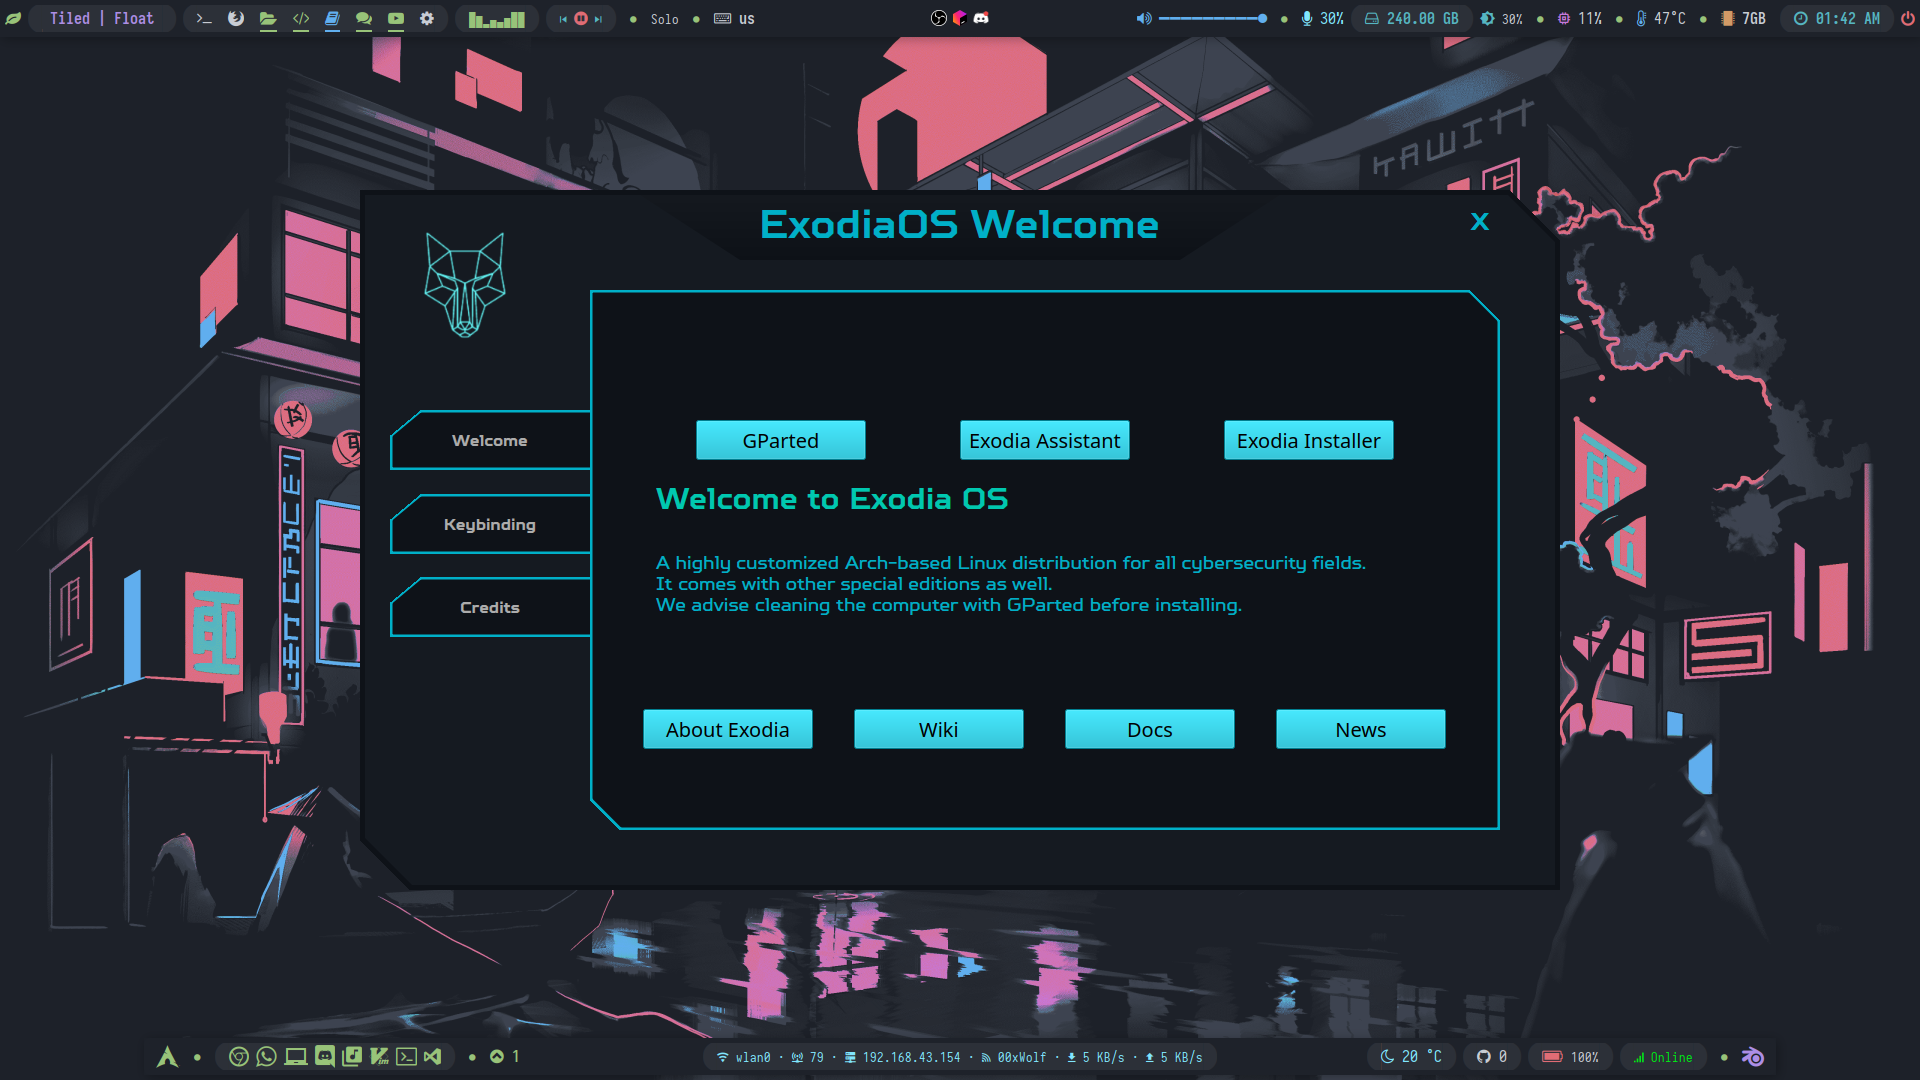 Tiled | Float
Solo
us
30%
240.00 GB
30%
11%
47°C
7GB
01:42 AM
KAWITT
ExodiaOS Welcome
X
Welcome
Keybinding
Credits
GParted
Exodia Assistant
Exodia Installer
Welcome to Exodia OS
A highly customized Arch-based Linux distribution for all cybersecurity fields.
It comes with other special editions as well.
We advise cleaning the computer with GParted before installing.
About Exodia
Wiki
Docs
News
1
wlan0 · 79 · 192.168.43.154 · 00xWolf · 5 KB/s · 5 KB/s
20 °C
0
100%
Online